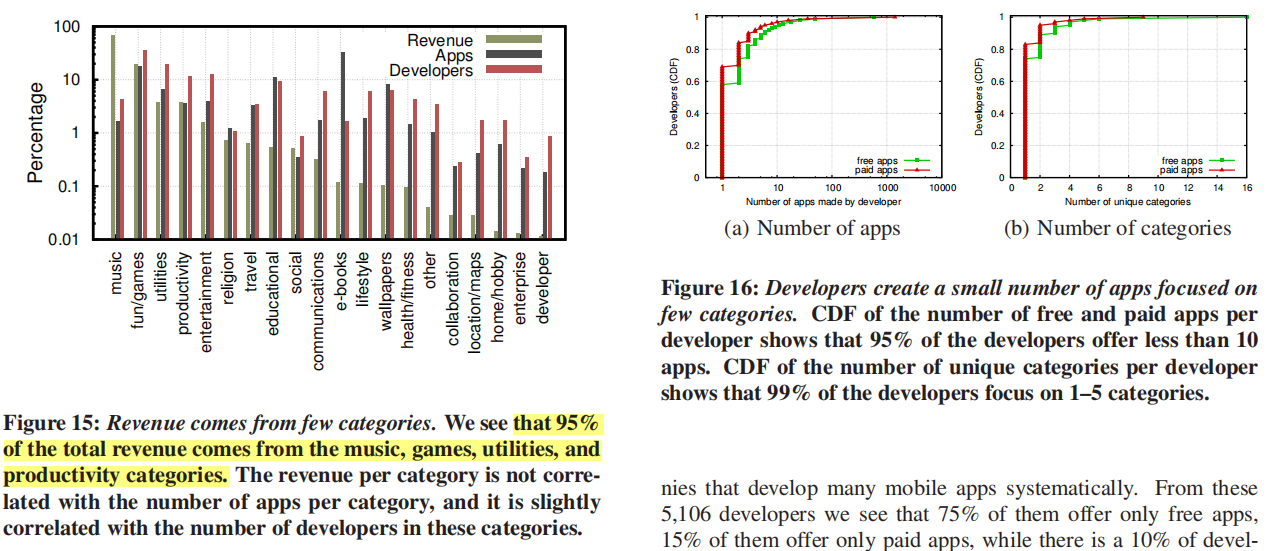 100
10
1
0.1
0.01
Percentage
Revenue
Apps
Developers
music
fun/games
utilities
productivity
entertainment
religion
travel
educational
social
communications
e-books
lifestyle
wallpapers
health/fitness
other
collaboration
location/maps
home/hobby
enterprise
developer
Figure 15: Revenue comes from few categories. We see that 95%
of the total revenue comes from the music, games, utilities, and
productivity categories. The revenue per category is not corre-
lated with the number of apps per category, and it is slightly
correlated with the number of developers in these categories.
1
0.8
0.6
0.4
0.2
0
Developers (CDF)
free apps
paid apps
1 10 100 1000 10000
Number of apps made by developer
(a) Number of apps
1
0.8
0.6
0.4
0.2
0
Developers (CDF)
free apps
paid apps
0 2 4 6 8 10 12 14 16
Number of unique categories
(b) Number of categories
Figure 16: Developers create a small number of apps focused on
few categories. CDF of the number of free and paid apps per
developer shows that 95% of the developers offer less than 10
apps. CDF of the number of unique categories per developer
shows that 99% of the developers focus on 1–5 categories.
nies that develop many mobile apps systematically. From these
5,106 developers we see that 75% of them offer only free apps,
15% of them offer only paid apps, while there is a 10% of devel-